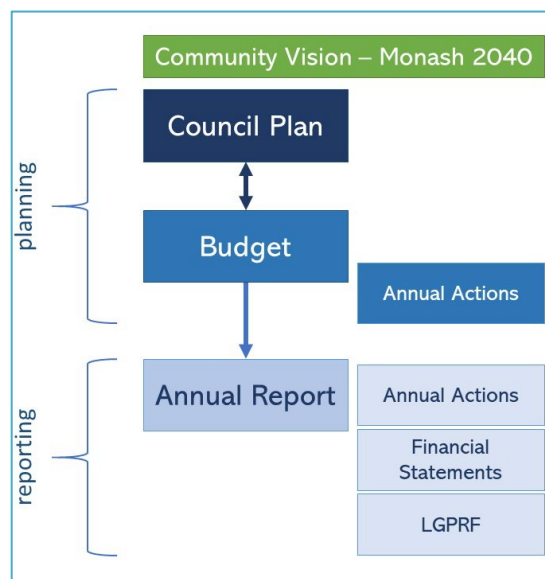 Community Vision – Monash 2040
planning
Council Plan
Budget
Annual Actions
reporting
Annual Report
Annual Actions
Financial
Statements
LGPRF